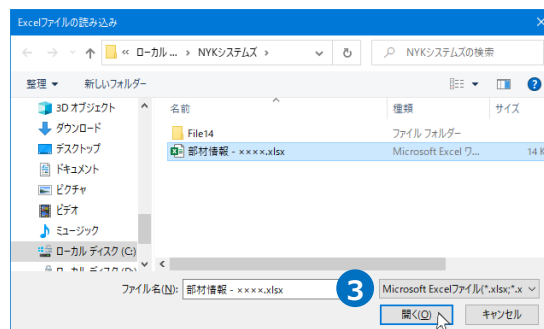 Excelファイルの読み込み
« ローカル ... › NYKシステムズ ›
NYKシステムズの検索
整理 ▼ 新しいフォルダー
3D オブジェクト
ダウンロード
デスクトップ
ドキュメント
ピクチャ
ビデオ
ミュージック
ローカル ディスク (C:)
名前 種類 サイズ
File14 ファイル フォルダー
部材情報 - ××××.xlsx Microsoft Excel ワ... 14 K
ファイル名(N): 部材情報 - ××××.xlsx
3
Microsoft Excelファイル(*.xlsx;*.x
開く(O) キャンセル